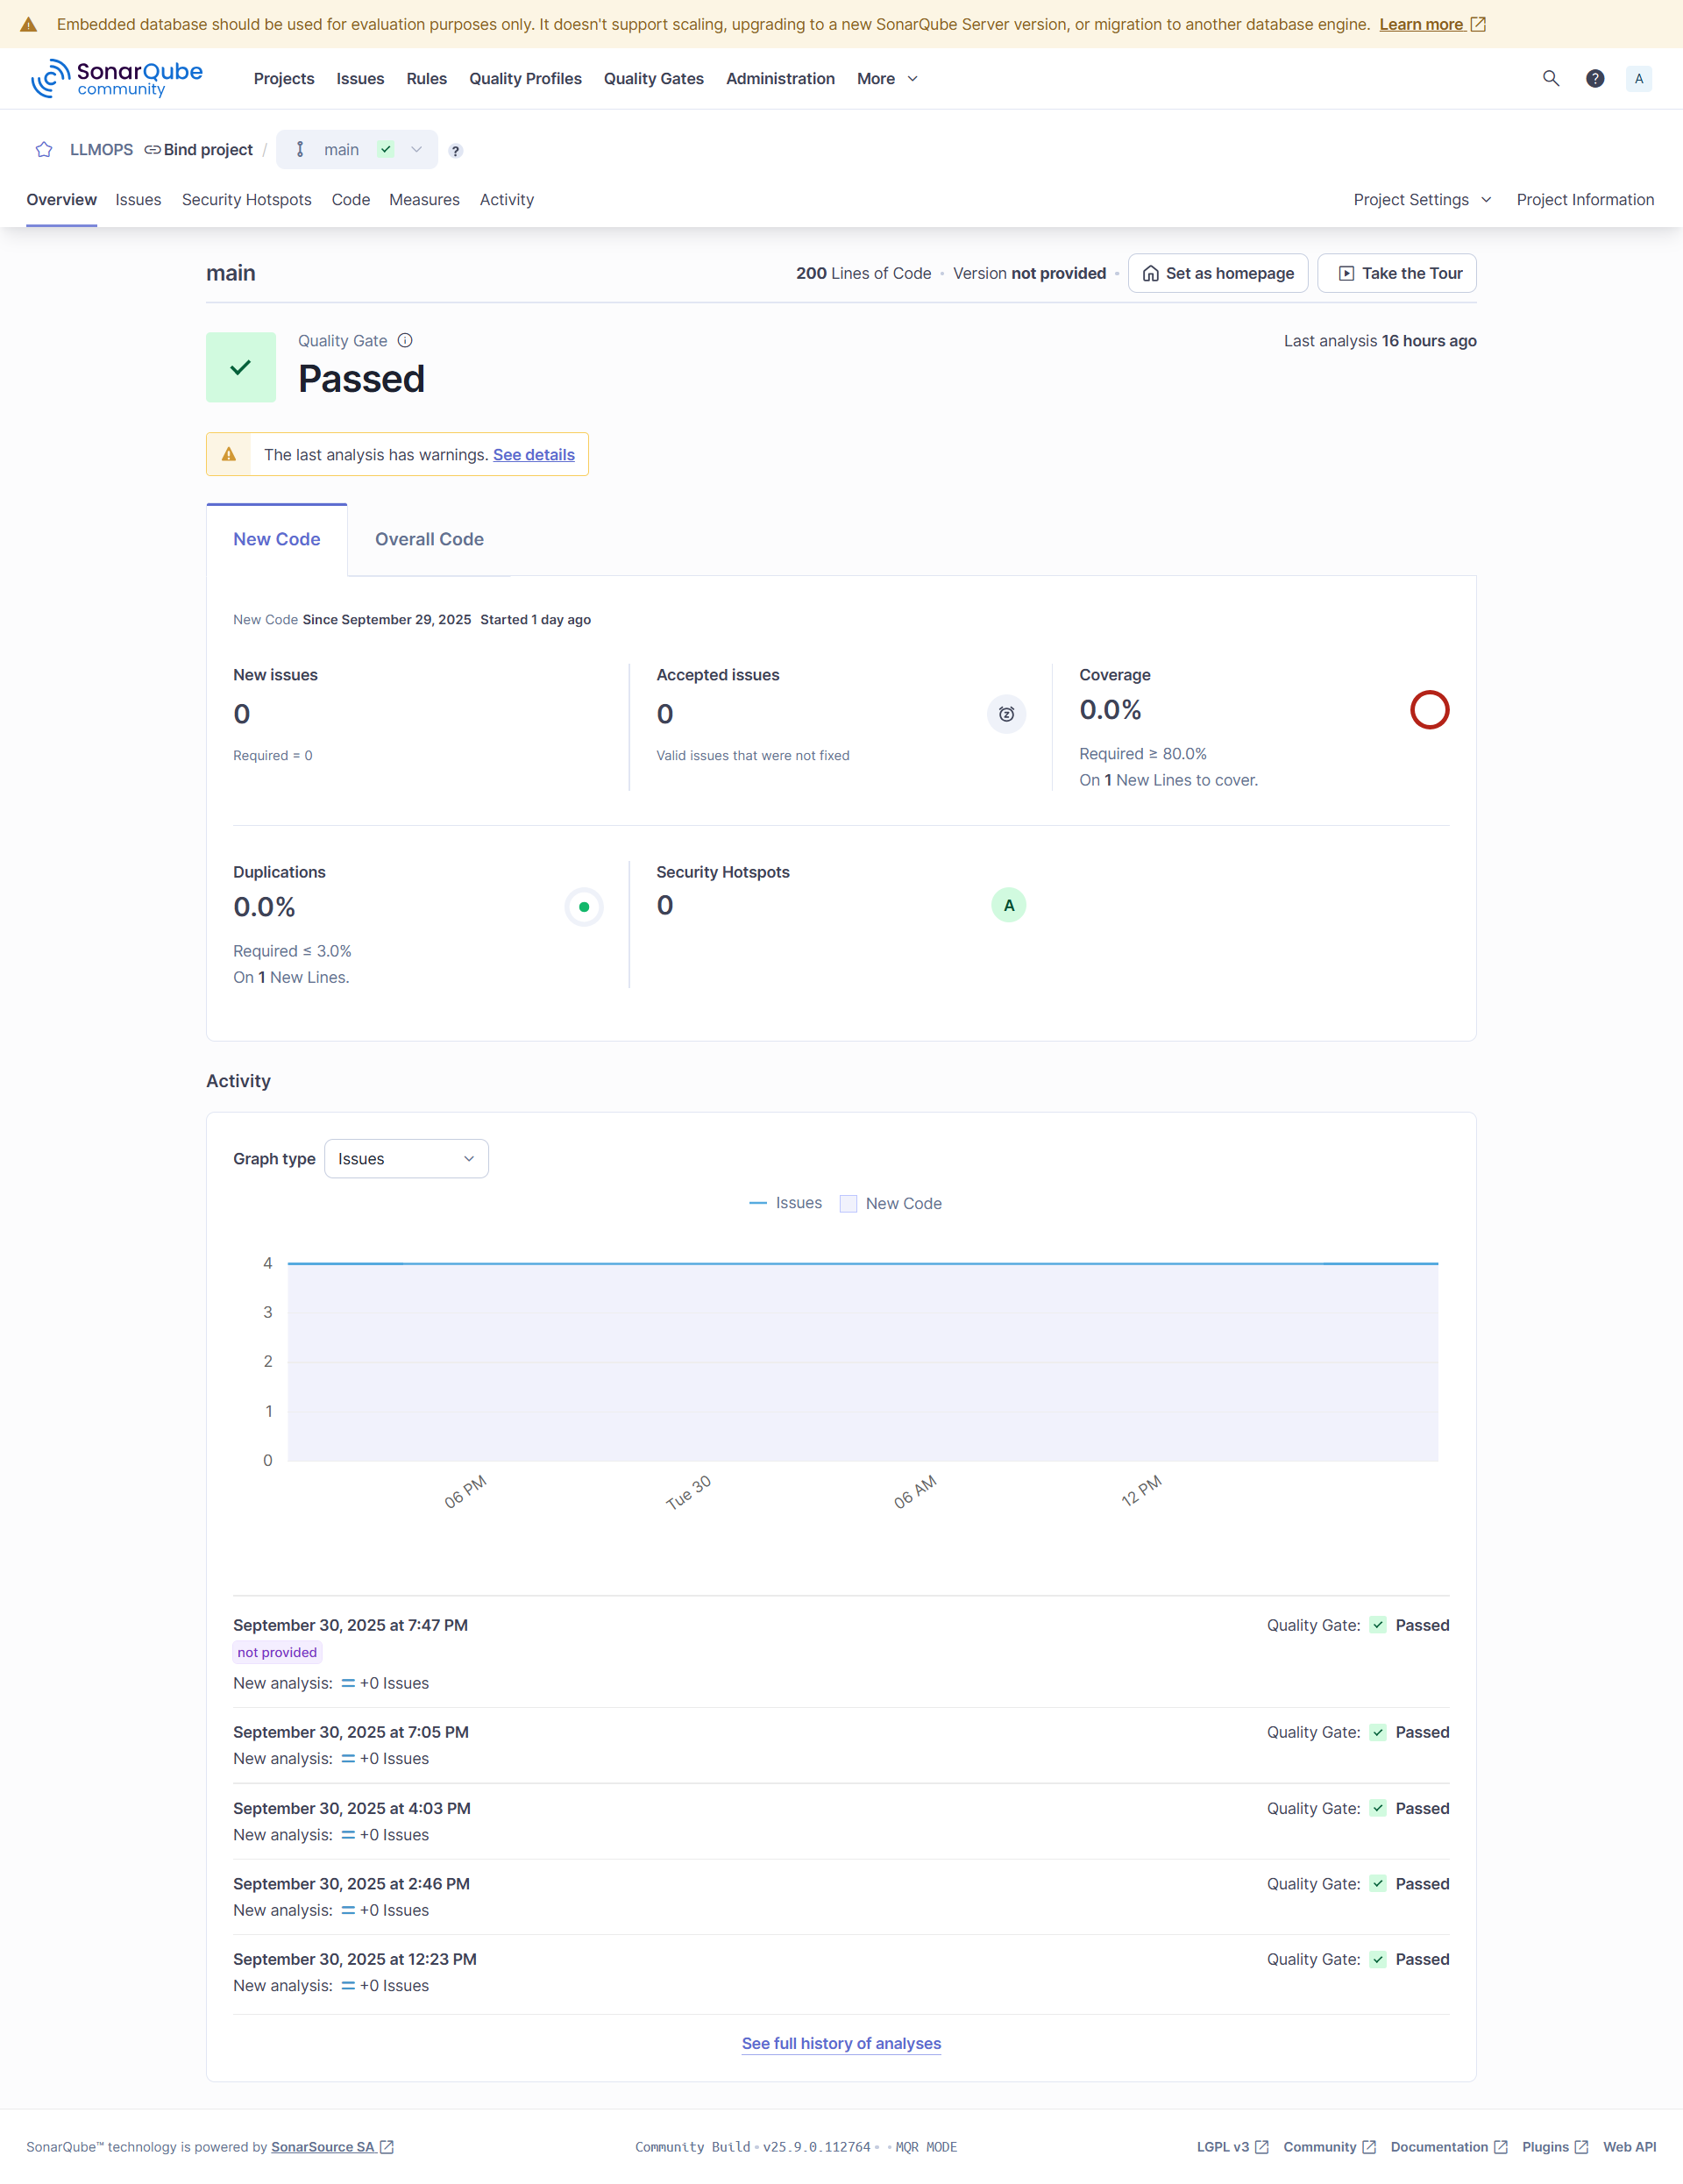 Embedded database should be used for evaluation purposes only. It doesn't support scaling, upgrading to a new SonarQube Server version, or migration to another database engine. Learn more
SonarQube community
Projects Issues Rules Quality Profiles Quality Gates Administration More ? A
LLMOPS Bind project / main ?
Overview Issues Security Hotspots Code Measures Activity Project Settings Project Information
main 200 Lines of Code • Version not provided • Set as homepage Take the Tour
Quality Gate
Passed
Last analysis 16 hours ago
The last analysis has warnings. See details
New Code Overall Code
New Code Since September 29, 2025 Started 1 day ago
New issues
0
Required = 0
Accepted issues
0
Valid issues that were not fixed
Coverage
0.0%
Required ≥ 80.0%
On 1 New Lines to cover.
Duplications
0.0%
Required ≤ 3.0%
On 1 New Lines.
Security Hotspots
0
A
Activity
Graph type Issues
Issues New Code
4
3
2
1
0
06 PM Tue 30 06 AM 12 PM
September 30, 2025 at 7:47 PM Quality Gate: Passed
not provided
New analysis: +0 Issues
September 30, 2025 at 7:05 PM Quality Gate: Passed
New analysis: +0 Issues
September 30, 2025 at 4:03 PM Quality Gate: Passed
New analysis: +0 Issues
September 30, 2025 at 2:46 PM Quality Gate: Passed
New analysis: +0 Issues
September 30, 2025 at 12:23 PM Quality Gate: Passed
New analysis: +0 Issues
See full history of analyses
SonarQube™ technology is powered by SonarSource SA Community Build • v25.9.0.112764 • • MQR MODE LGPL v3 Community Documentation Plugins Web API